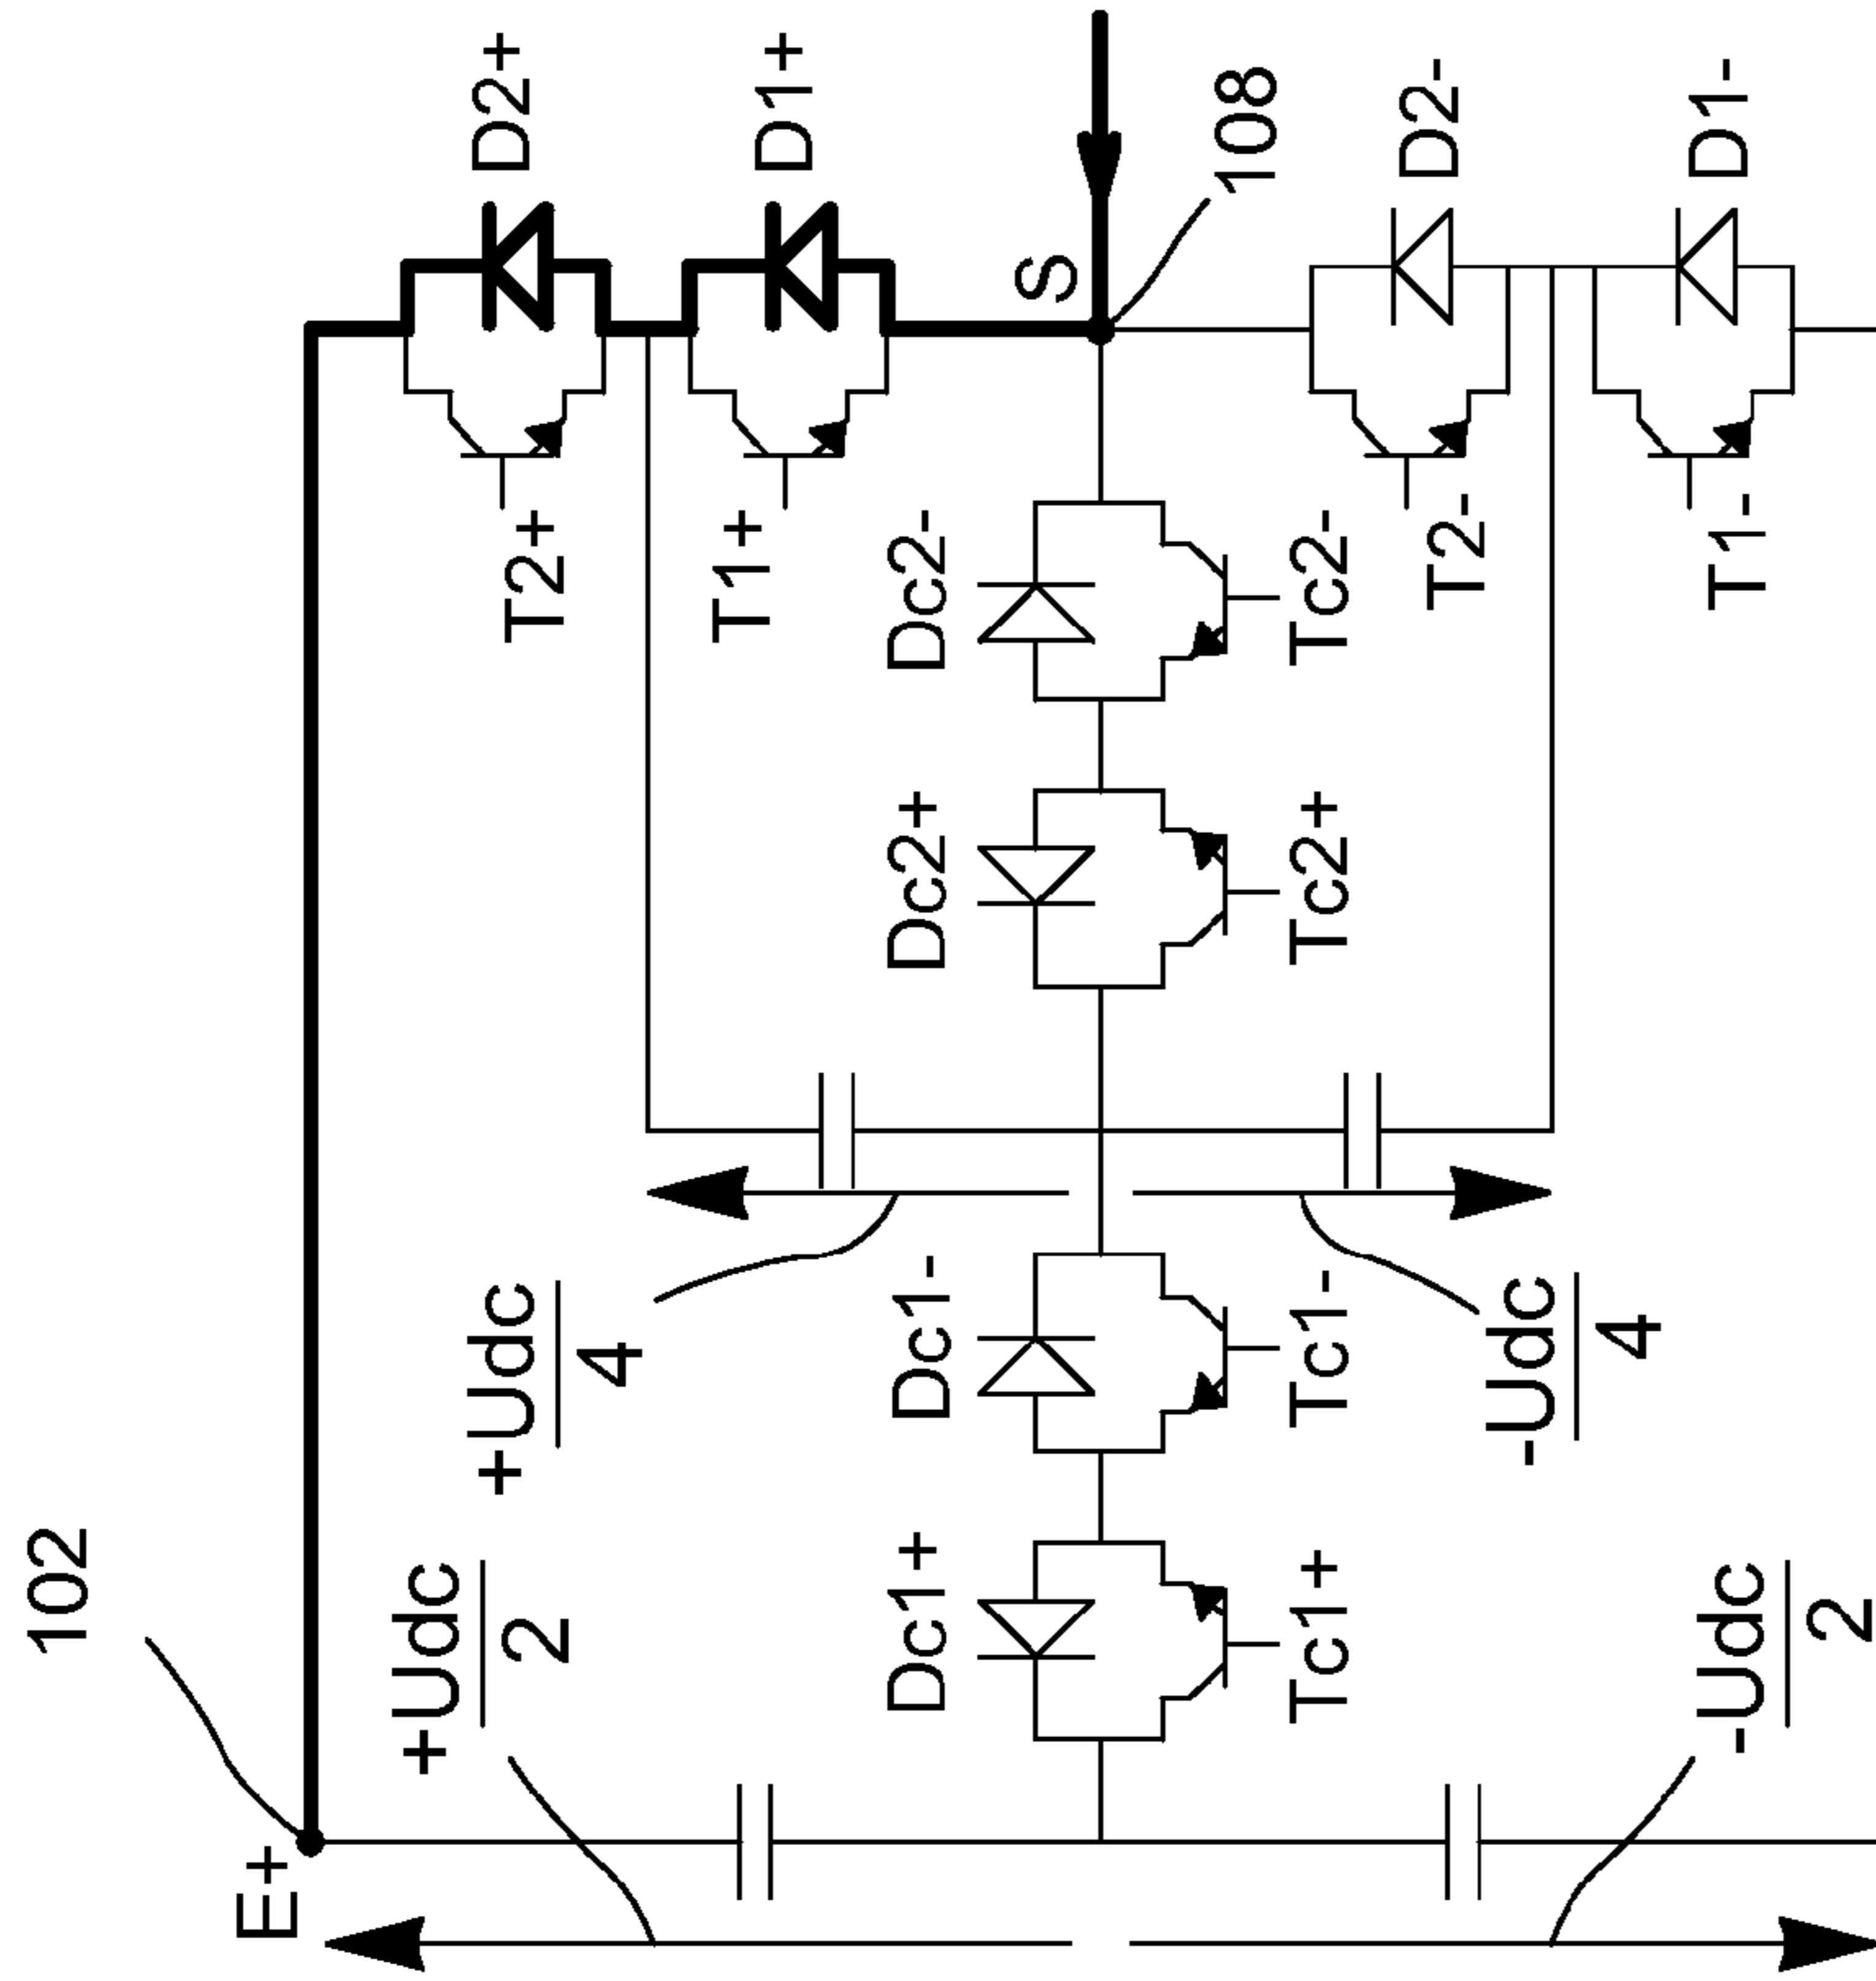 102
E+
+Udc
2
+Udc
4
D2+
T2+
D1+
T1+
S
108
Dc1+
Dc1-
Dc2+
Dc2-
Tc1+
Tc1-
Tc2+
Tc2-
D2-
T2-
D1-
T1-
-Udc
4
-Udc
2